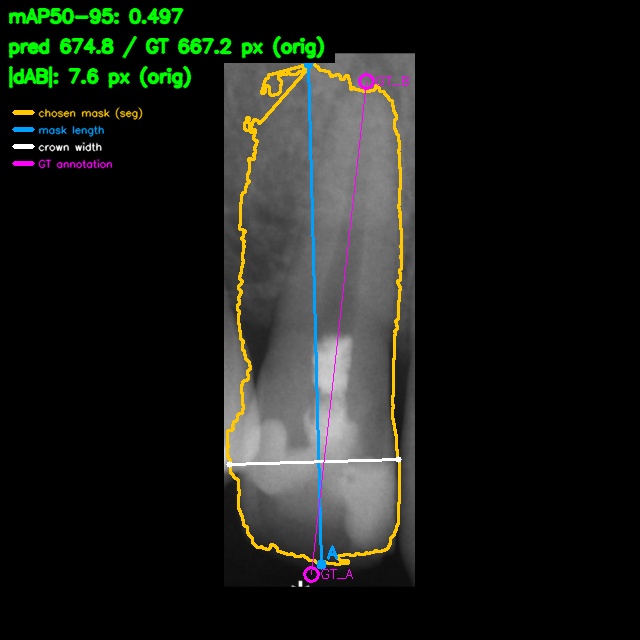 mAP50-95: 0.497
pred 674.8 / GT 667.2 px (orig)
|dAB|: 7.6 px (orig)
chosen mask (seg)
mask length
crown width
GT annotation
A
GT_A